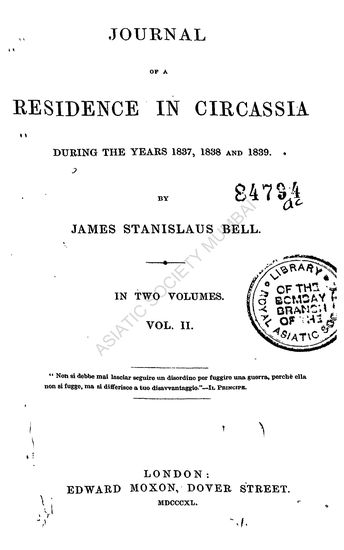 JOURNAL
OF A
RESIDENCE IN CIRCASSIA
DURING THE YEARS 1837, 1838 AND 1839.
BY
84794
JAMES STANISLAUS BELL.
IN TWO VOLUMES.
VOL. II.
LIBRARY
OF THE
BOMBAY
BRANCH
OF THE
ROYAL ASIATIC
ASIATIC SOCIETY MUMBAI
“ Non si debbe mai lasciar seguire un disordine per fuggire una guerra, perchè ella
non si fugge, ma si differisce a tuo disavvantaggio.”—IL PRINCIPE.
LONDON:
EDWARD MOXON, DOVER STREET.
MDCCCXL.